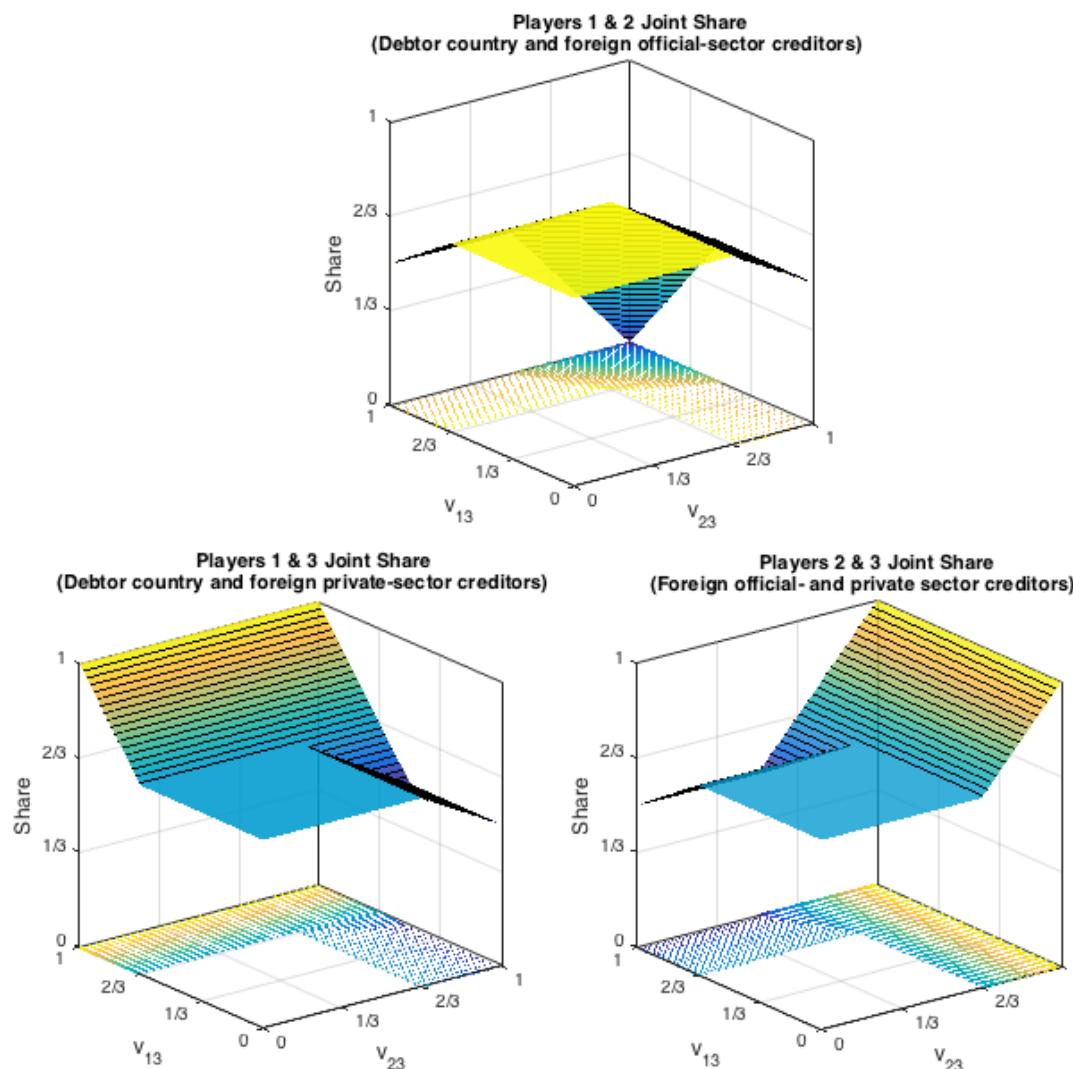 Players 1 & 2 Joint Share
(Debtor country and foreign official-sector creditors)
1
2/3
Share
1/3
0
1
2/3
1/3
0
0
1/3
2/3
1
V13
V23
Players 1 & 3 Joint Share
(Debtor country and foreign private-sector creditors)
1
2/3
Share
1/3
0
1
2/3
1/3
0
0
1/3
2/3
1
V13
V23
Players 2 & 3 Joint Share
(Foreign official- and private sector creditors)
1
2/3
Share
1/3
0
1
2/3
1/3
0
0
1/3
2/3
1
V13
V23